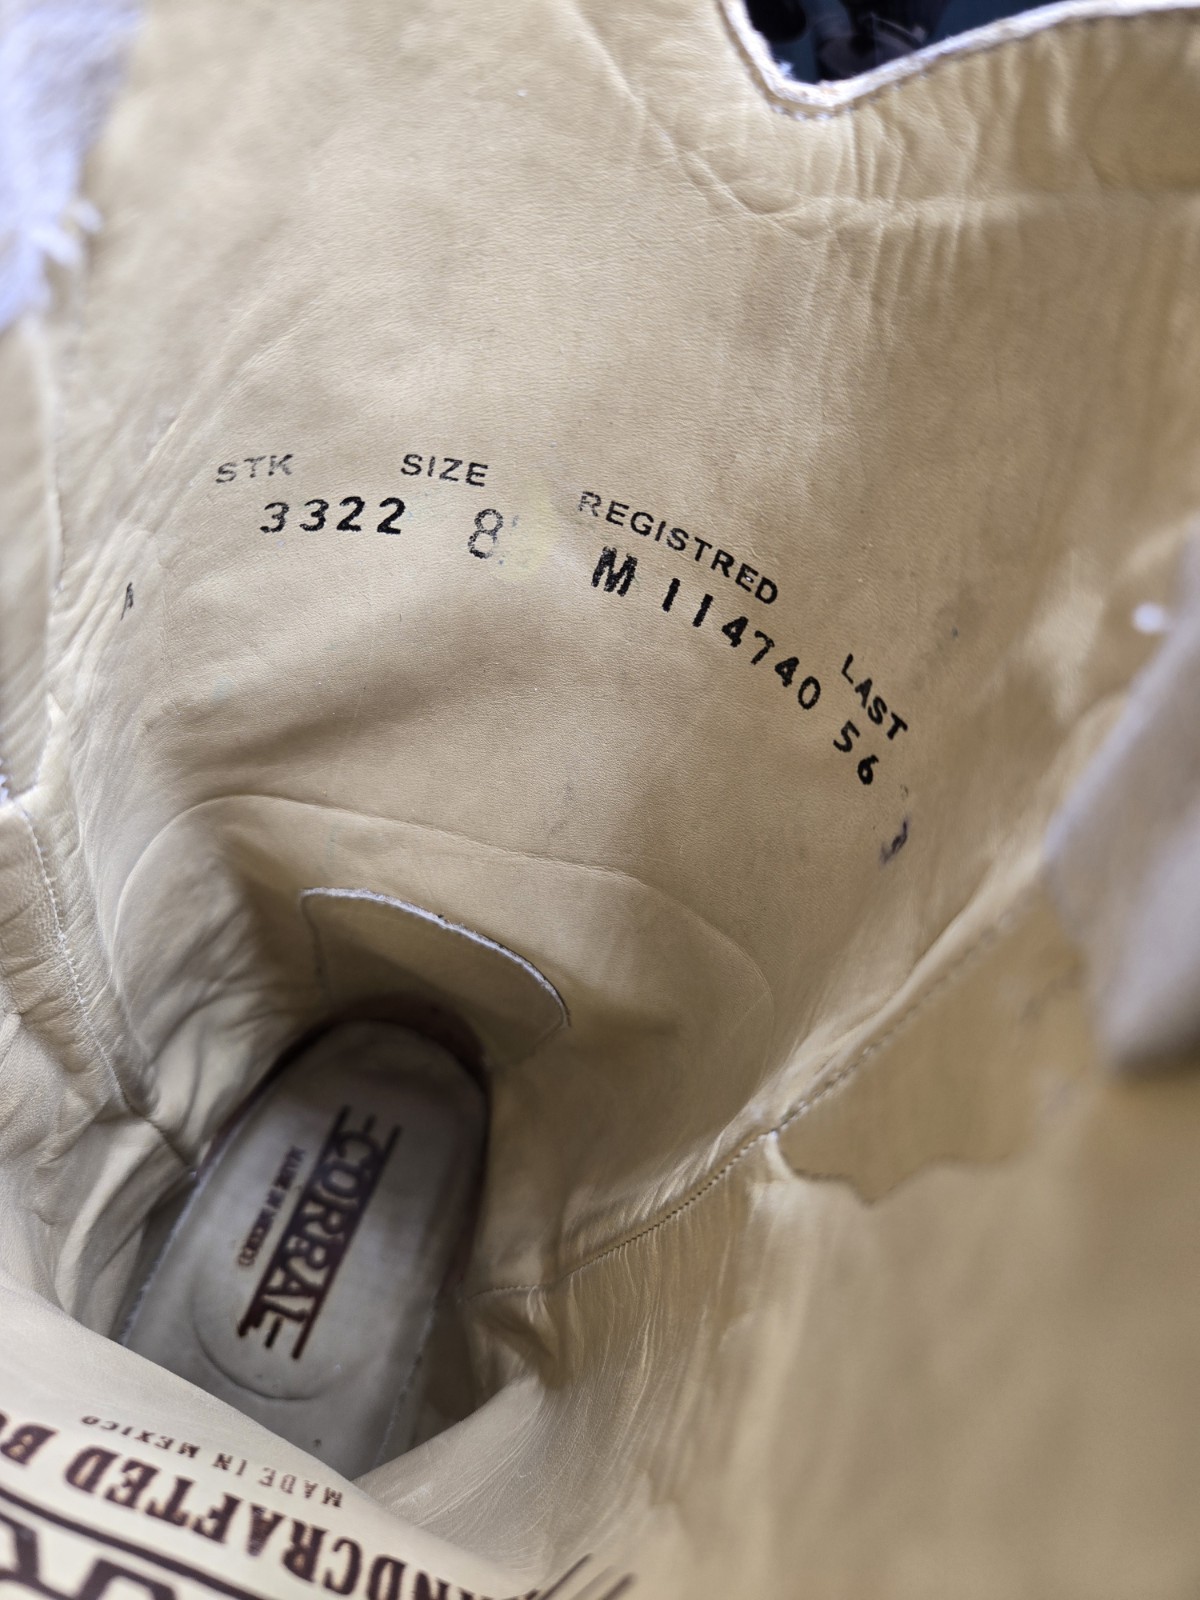 STK SIZE REGISTRED LAST
3322 8 M 114740 56
CORRAL
MADE IN MEXICO
MADE IN MEXICO
HANDCRAFTED